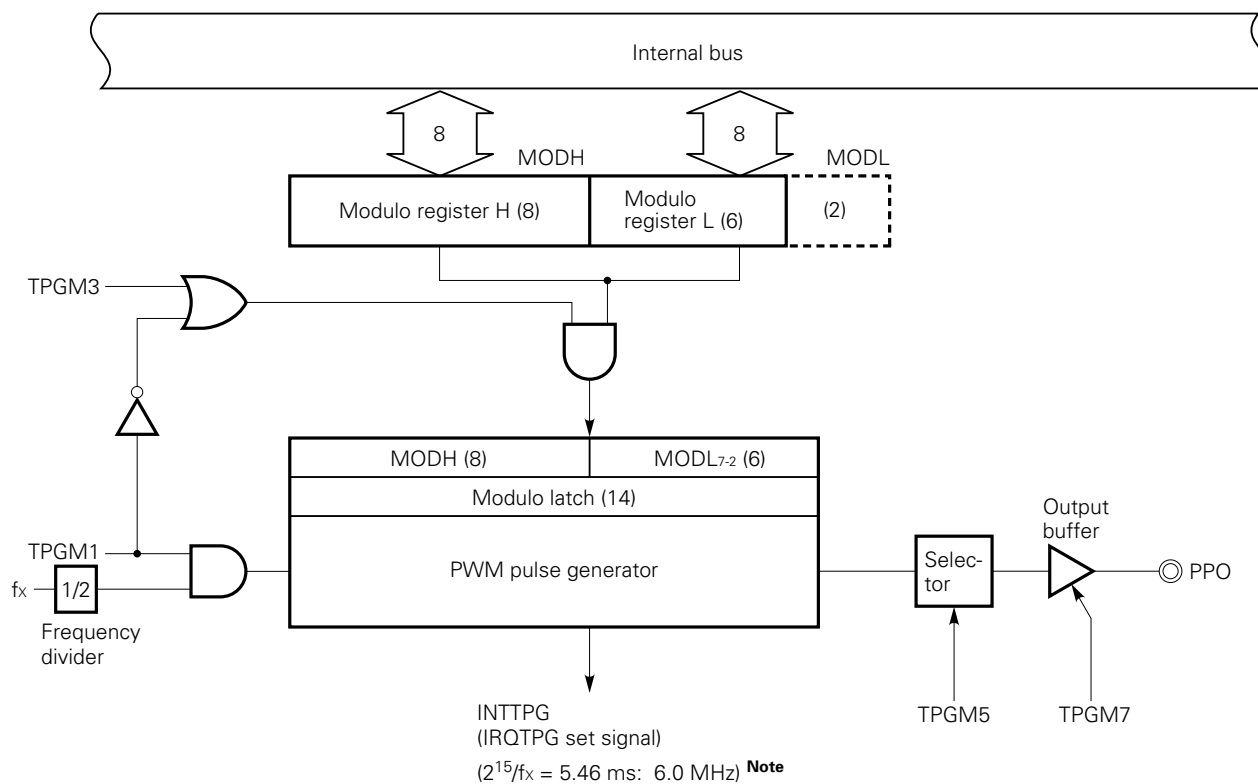 Internal bus
8
8
MODH
MODL
Modulo register H (8)
Modulo
register L (6)
(2)
TPGM3
MODH (8)
MODL7-2 (6)
Modulo latch (14)
TPGM1
fX
1/2
Frequency
divider
PWM pulse generator
Selec-
tor
Output
buffer
PPO
TPGM5
TPGM7
INTTPG
(IRQTPG set signal)
(2¹⁵/fX = 5.46 ms: 6.0 MHz) Note